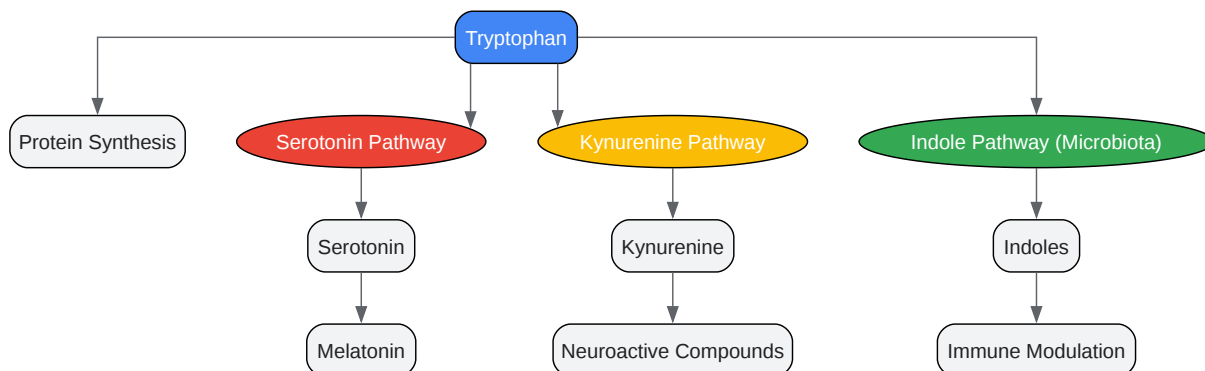 Tryptophan
Protein Synthesis
Serotonin Pathway
Kynurenine Pathway
Indole Pathway (Microbiota)
Serotonin
Kynurenine
Indoles
Melatonin
Neuroactive Compounds
Immune Modulation